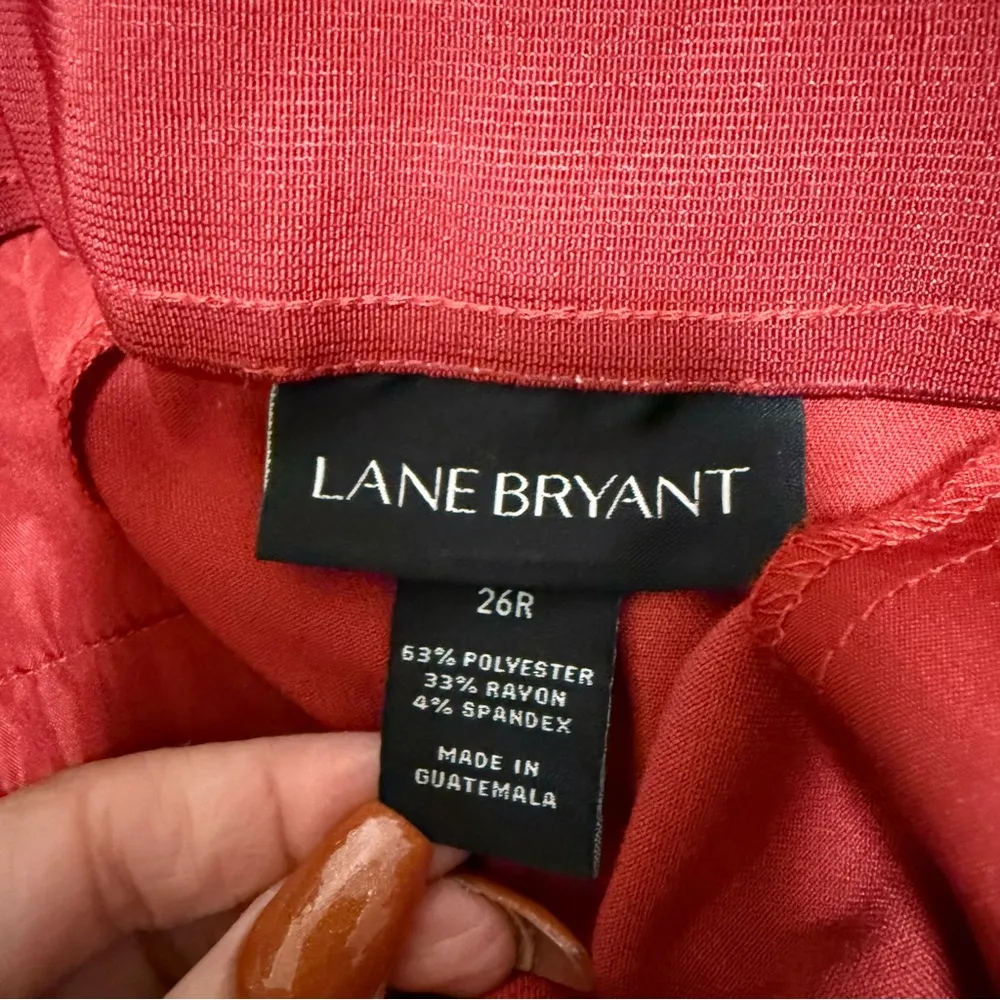 LANE BRYANT
26R
63% POLYESTER
33% RAYON
4% SPANDEX
MADE IN
GUATEMALA